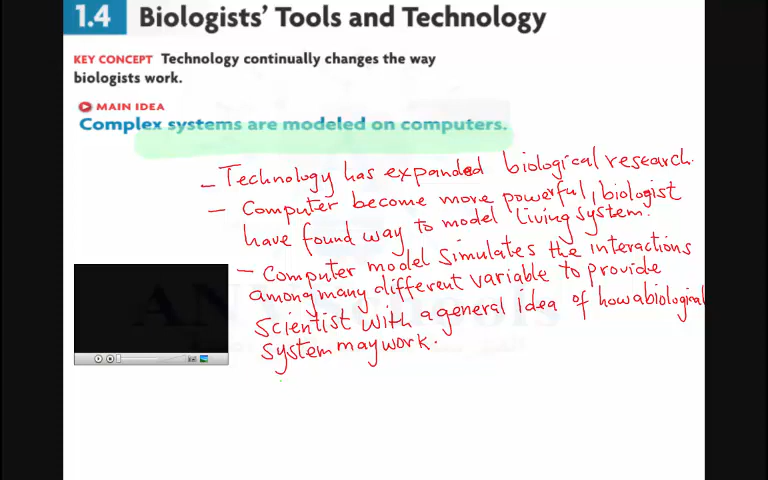 1.4 Biologists' Tools and Technology
KEY CONCEPT Technology continually changes the way
biologists work.
MAIN IDEA
Complex systems are modeled on computers.
- Technology has expanded biological research.
- Computer become more powerful, biologist
have found way to model living system.
- Computer model simulates the interactions
among many different variable to provide
scientist with a general idea of how a biological
system may work.